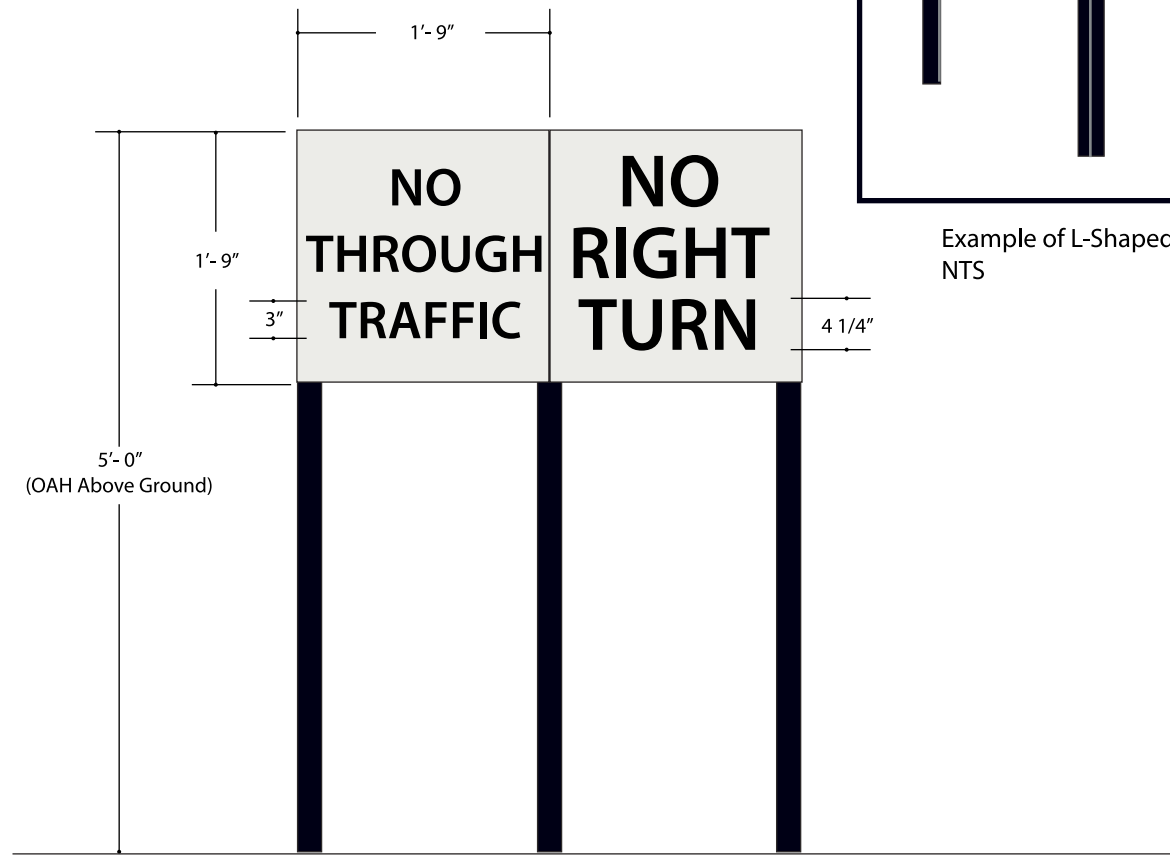 1'- 9"
NO
THROUGH
TRAFFIC
NO
RIGHT
TURN
1'- 9"
3"
4 1/4"
5'- 0"
(OAH Above Ground)
Example of L-Shaped
NTS